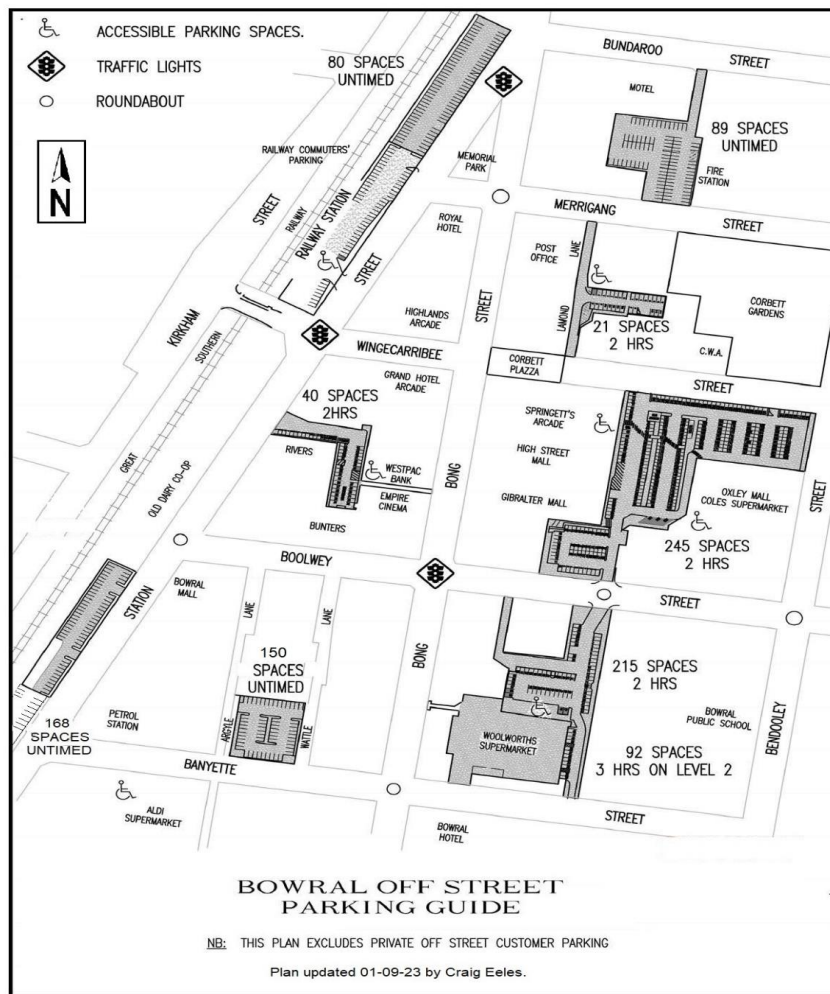 ACCESSIBLE PARKING SPACES.
TRAFFIC LIGHTS
ROUNDABOUT
N
80 SPACES
UNTIMED
BUNDAROO
STREET
MOTEL
89 SPACES
UNTIMED
FIRE
STATION
RAILWAY COMMUTERS'
PARKING
MEMORIAL
PARK
STREET
RAILWAY
RAILWAY STATION
STREET
MERRIGANG
STREET
ROYAL
HOTEL
POST
OFFICE
LANE
LAMOND
STREET
21 SPACES
2 HRS
CORBETT
GARDENS
C.W.A.
HIGHLANDS
ARCADE
KIRKHAM
SOUTHERN
WINGECARRIBEE
CORBETT
PLAZZA
STREET
GRAND HOTEL
ARCADE
40 SPACES
2HRS
SPRINGETT'S
ARCADE
HIGH STREET
MALL
GIBRALTER MALL
RIVERS
WESTPAC
BANK
EMPIRE
CINEMA
BONG
GREAT
OLD DAIRY CO-OP
OXLEY MALL
COLES SUPERMARKET
STREET
BUNTERS
245 SPACES
2 HRS
BOOLWEY
STREET
STATION
BOWRAL
MALL
LANE
LANE
BONG
150
SPACES
UNTIMED
215 SPACES
2 HRS
BOWRAL
PUBLIC SCHOOL
BENDOOLEY
168
SPACES
UNTIMED
PETROL
STATION
ARGYLE
WATTLE
WOOLWORTHS
SUPERMARKET
92 SPACES
3 HRS ON LEVEL 2
BANYETTE
STREET
ALDI
SUPERMARKET
BOWRAL
HOTEL
BOWRAL OFF STREET
PARKING GUIDE
NB: THIS PLAN EXCLUDES PRIVATE OFF STREET CUSTOMER PARKING
Plan updated 01-09-23 by Craig Eeles.